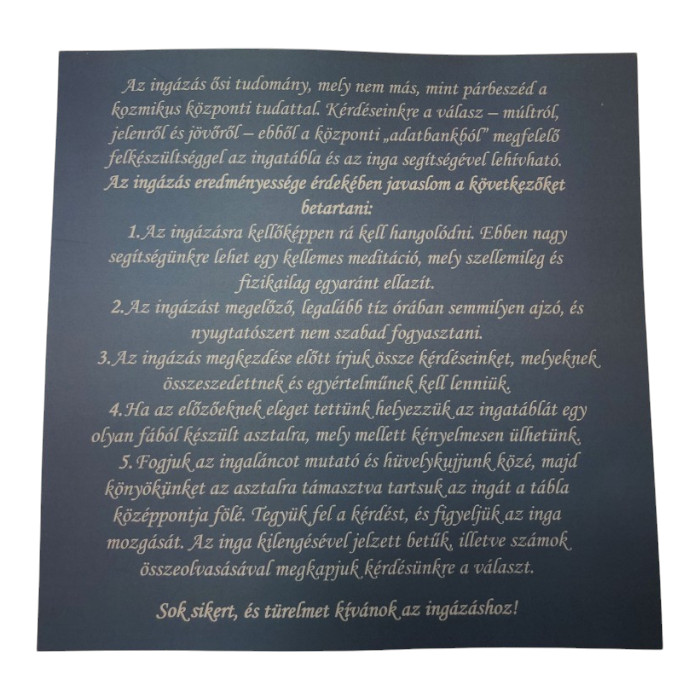 Az ingázás ősi tudomány, mely nem más, mint párbeszéd a
kozmikus központi tudattal. Kérdéseinkre a válasz – múltról,
jelenről és jövőről – ebből a központi „adatbankból” megfelelő
felkészültséggel az ingatábla és az inga segítségével lehívható.
Az ingázás eredményessége érdekében javaslom a következőket
betartani:
1. Az ingázásra kellőképpen rá kell hangolódni. Ebben nagy
segítségünkre lehet egy kellemes meditáció, mely szellemileg és
fizikailag egyaránt ellazít.
2. Az ingázást megelőző, legalább tíz órában semmilyen ajzó, és
nyugtatószert nem szabad fogyasztani.
3. Az ingázás megkezdése előtt írjuk össze kérdéseinket, melyeknek
összeszedettnek és egyértelműnek kell lenniük.
4. Ha az előzőeknek eleget tettünk helyezzük az ingatáblát egy
olyan fából készült asztalra, mely mellett kényelmesen ülhetünk.
5. Fogjuk az ingaláncot mutató és hüvelykujjunk közé, majd
könyökünket az asztalra támasztva tartsuk az ingát a tábla
középpontja fölé. Tegyük fel a kérdést, és figyeljük az inga
mozgását. Az inga kilengésével jelzett betűk, illetve számok
összeolvasásával megkapjuk kérdésünkre a választ.
Sok sikert, és türelmet kívánok az ingázáshoz!